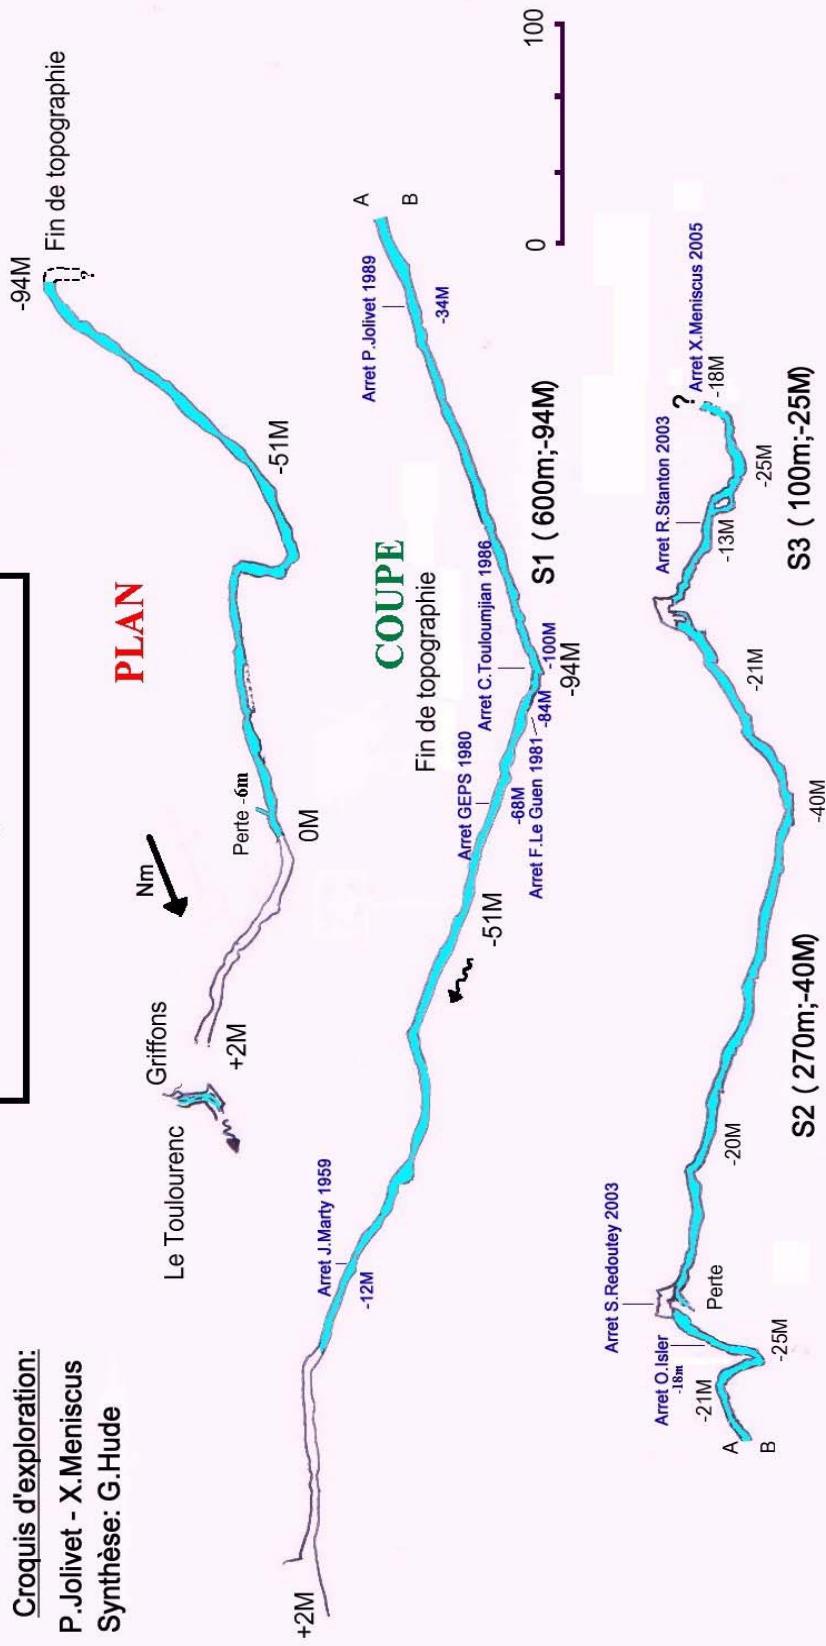 Croquis d'exploration:
P.Jolivet - X.Meniscus
Synthèse: G.Hude
PLAN
-94M
Fin de topographie
?
-51M
Perte -6m
0M
Nm
Griffons
+2M
Le Toulourenc
COUPE
Fin de topographie
A
B
Arret P.Jolivet 1989
-34M
S1 ( 600m;-94M)
Arret C.Touloumjian 1986
-100M
-94M
Arret GEPS 1980
-68M
Arret F.Le Guen 1981
-84M
-51M
Arret J.Marty 1959
-12M
+2M
0
100
Arret S.Redoutey 2003
Perte
Arret O.Isler
-18m
-21M
-25M
A
B
-20M
S2 ( 270m;-40M)
-40M
-21M
Arret R.Stanton 2003
-13M
?
Arret X.Meniscus 2005
-18M
-25M
S3 ( 100m;-25M)